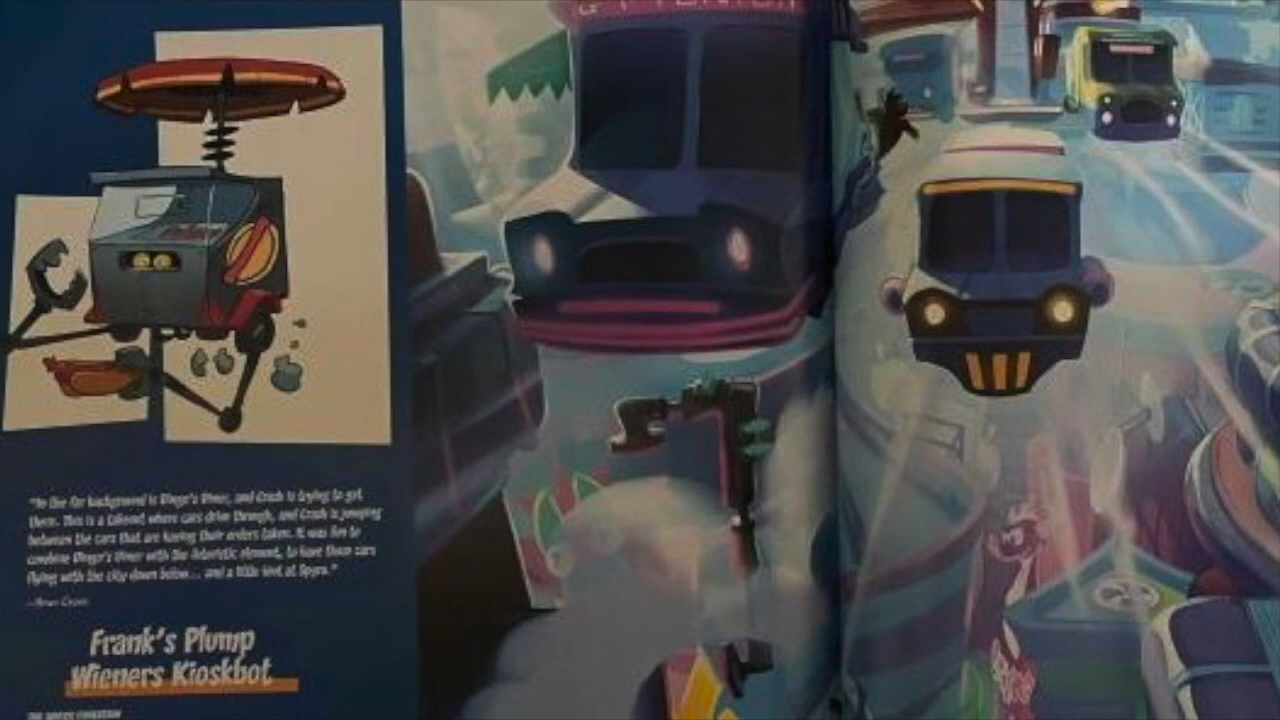 "In the far background is Dingo's Diner, and Crash is trying to get
there. This is a takeout where cars drive through, and Crash is jumping
between the cars that are having their orders taken. It was fun to
combine Dingo's Diner with the futuristic element, to have these cars
flying with the city down below... and a little hint at Spyro."
Frank's Plump
Wieners Kioskbot